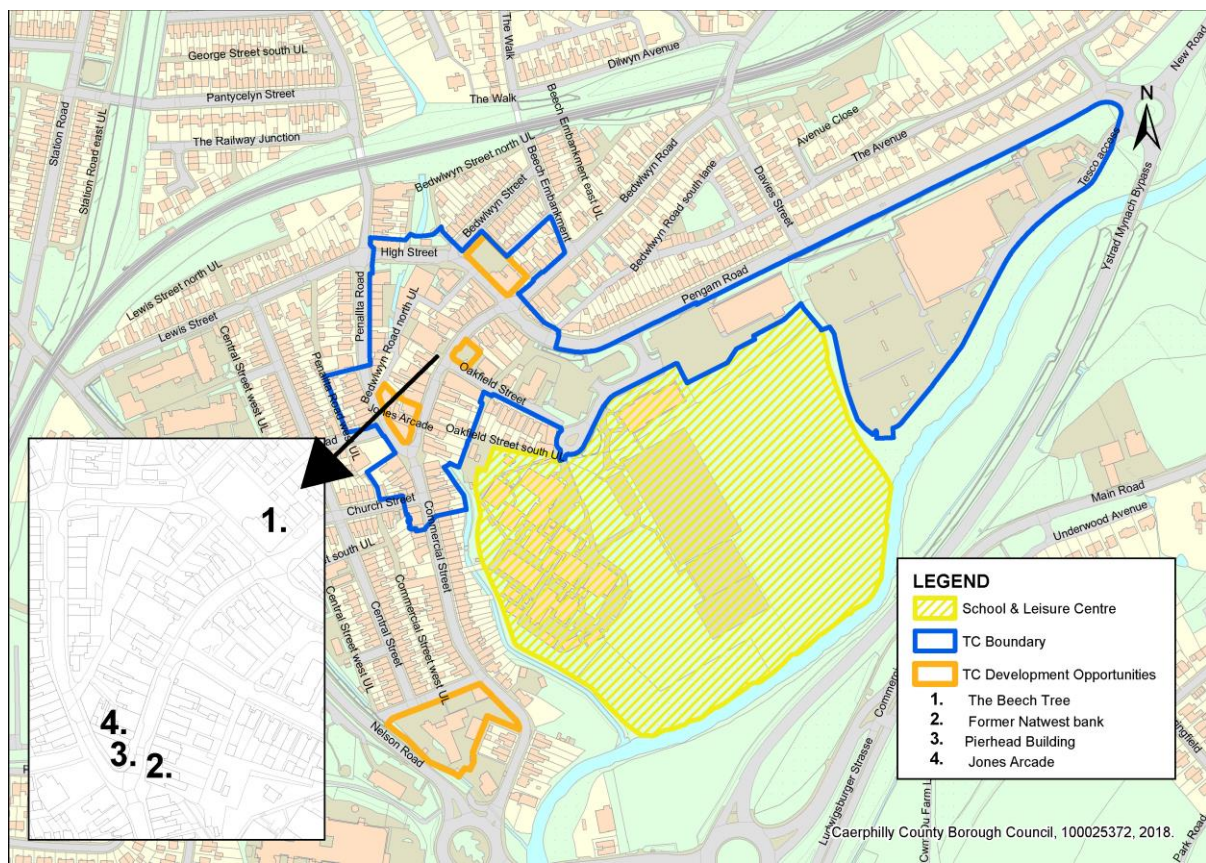 George Street south UL
Pantycelyn Street
The Railway Junction
Station Road
Station Road east UL
The Walk
The Walk
Dilwyn Avenue
Bedwlwyn Street north UL
Bedwlwyn Street
Beech Embankment
Beech Embankment east UL
Bedwlwyn Road
Bedwlwyn Road south lane
Davies Street
Avenue Close
The Avenue
New Road
N
Tesco access
Ystrad Mynach Bypass
Pengam Road
High Street
Penallta Road
Lewis Street north UL
Lewis Street
Central Street west UL
Penallta Road west UL
Bedwlwyn Road north UL
Jones Arcade
Oakfield Street
Oakfield Street south UL
Church Street
Commercial Street
Central Street west UL
Central Street
Commercial Street west UL
Nelson Road
Main Road
Underwood Avenue
Ludwigsburger Strasse
Park Road
1.
4.
3.
2.
LEGEND
School & Leisure Centre
TC Boundary
TC Development Opportunities
1. The Beech Tree
2. Former Natwest bank
3. Pierhead Building
4. Jones Arcade
Caerphilly County Borough Council, 100025372, 2018.